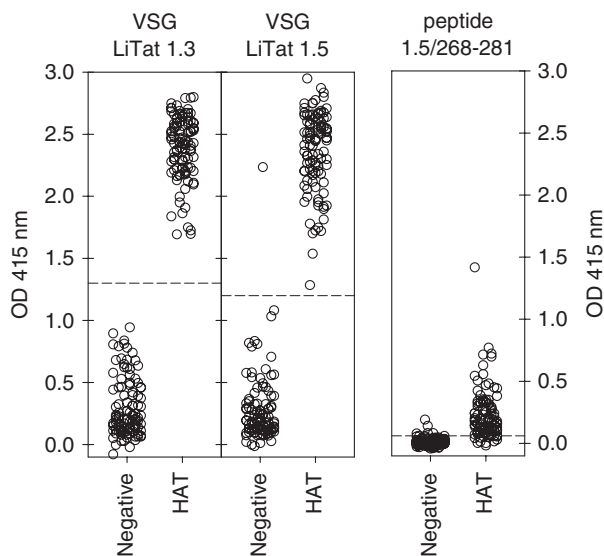 VSG
LiTat 1.3
VSG
LiTat 1.5
peptide
1.5/268-281
3.0
2.5
2.0
1.5
1.0
0.5
0.0
OD 415 nm
3.0
2.5
2.0
1.5
1.0
0.5
0.0
OD 415 nm
Negative
HAT
Negative
HAT
Negative
HAT